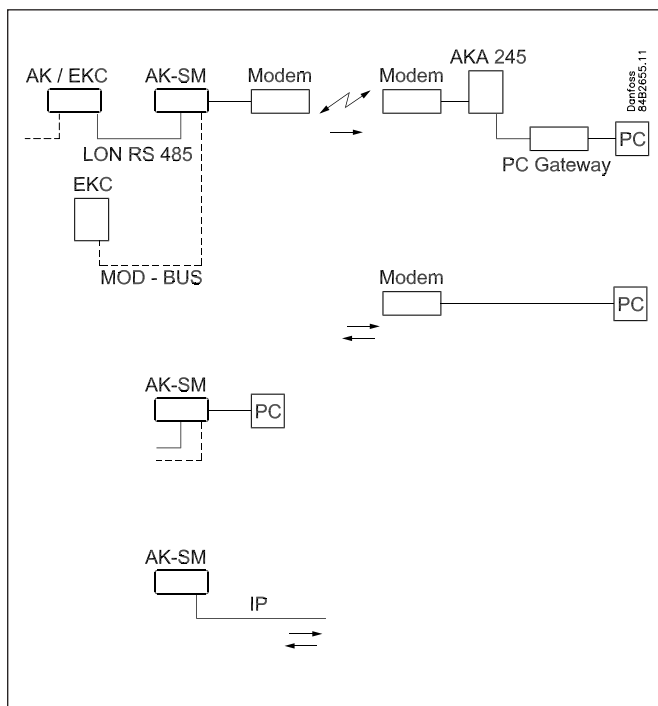 AK / EKC
AK-SM
Modem
Modem
AKA 245
Danfoss
84B2655.11
LON RS 485
PC Gateway
PC
EKC
MOD - BUS
Modem
PC
AK-SM
PC
AK-SM
IP